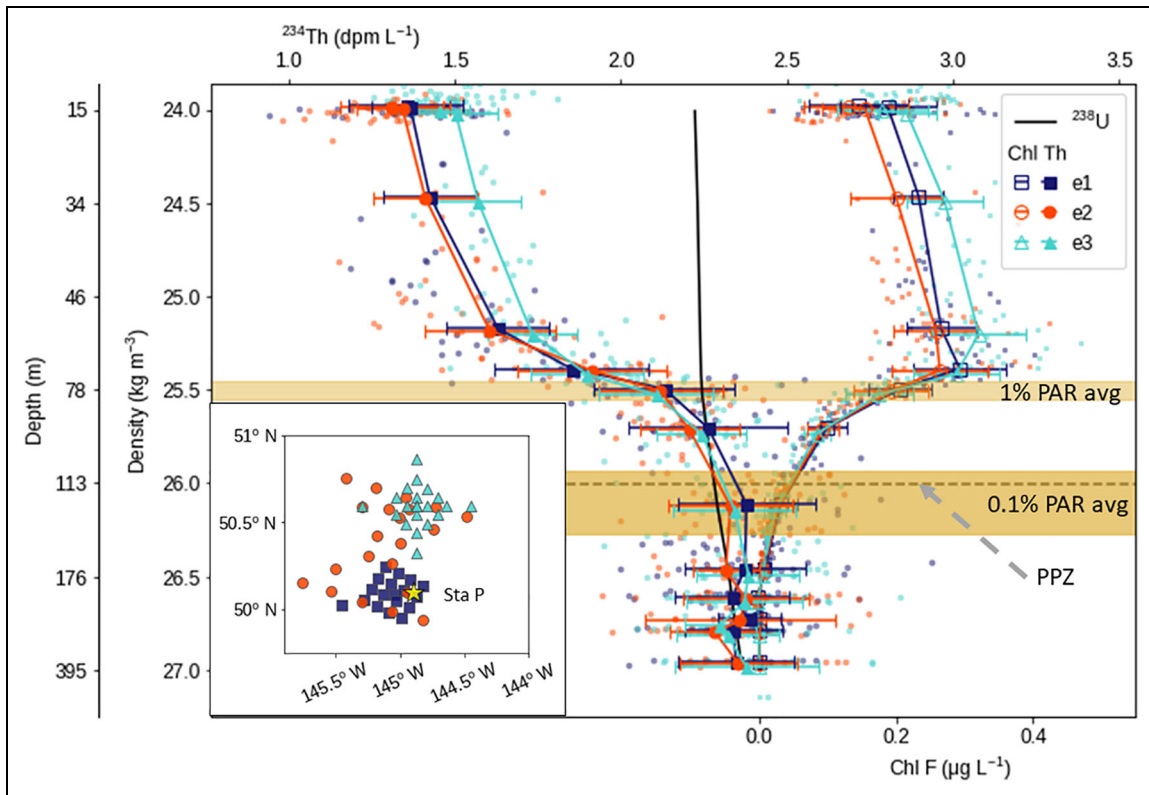 ²³⁴Th (dpm L⁻¹)
1.0 1.5 2.0 2.5 3.0 3.5
Depth (m)
15
34
46
78
113
176
395
Density (kg m⁻³)
24.0
24.5
25.0
25.5
26.0
26.5
27.0
²³⁸U
Chl Th
e1
e2
e3
1% PAR avg
0.1% PAR avg
PPZ
51° N
50.5° N
50° N
Sta P
145.5° W 145° W 144.5° W 144° W
0.0 0.2 0.4
Chl F (µg L⁻¹)